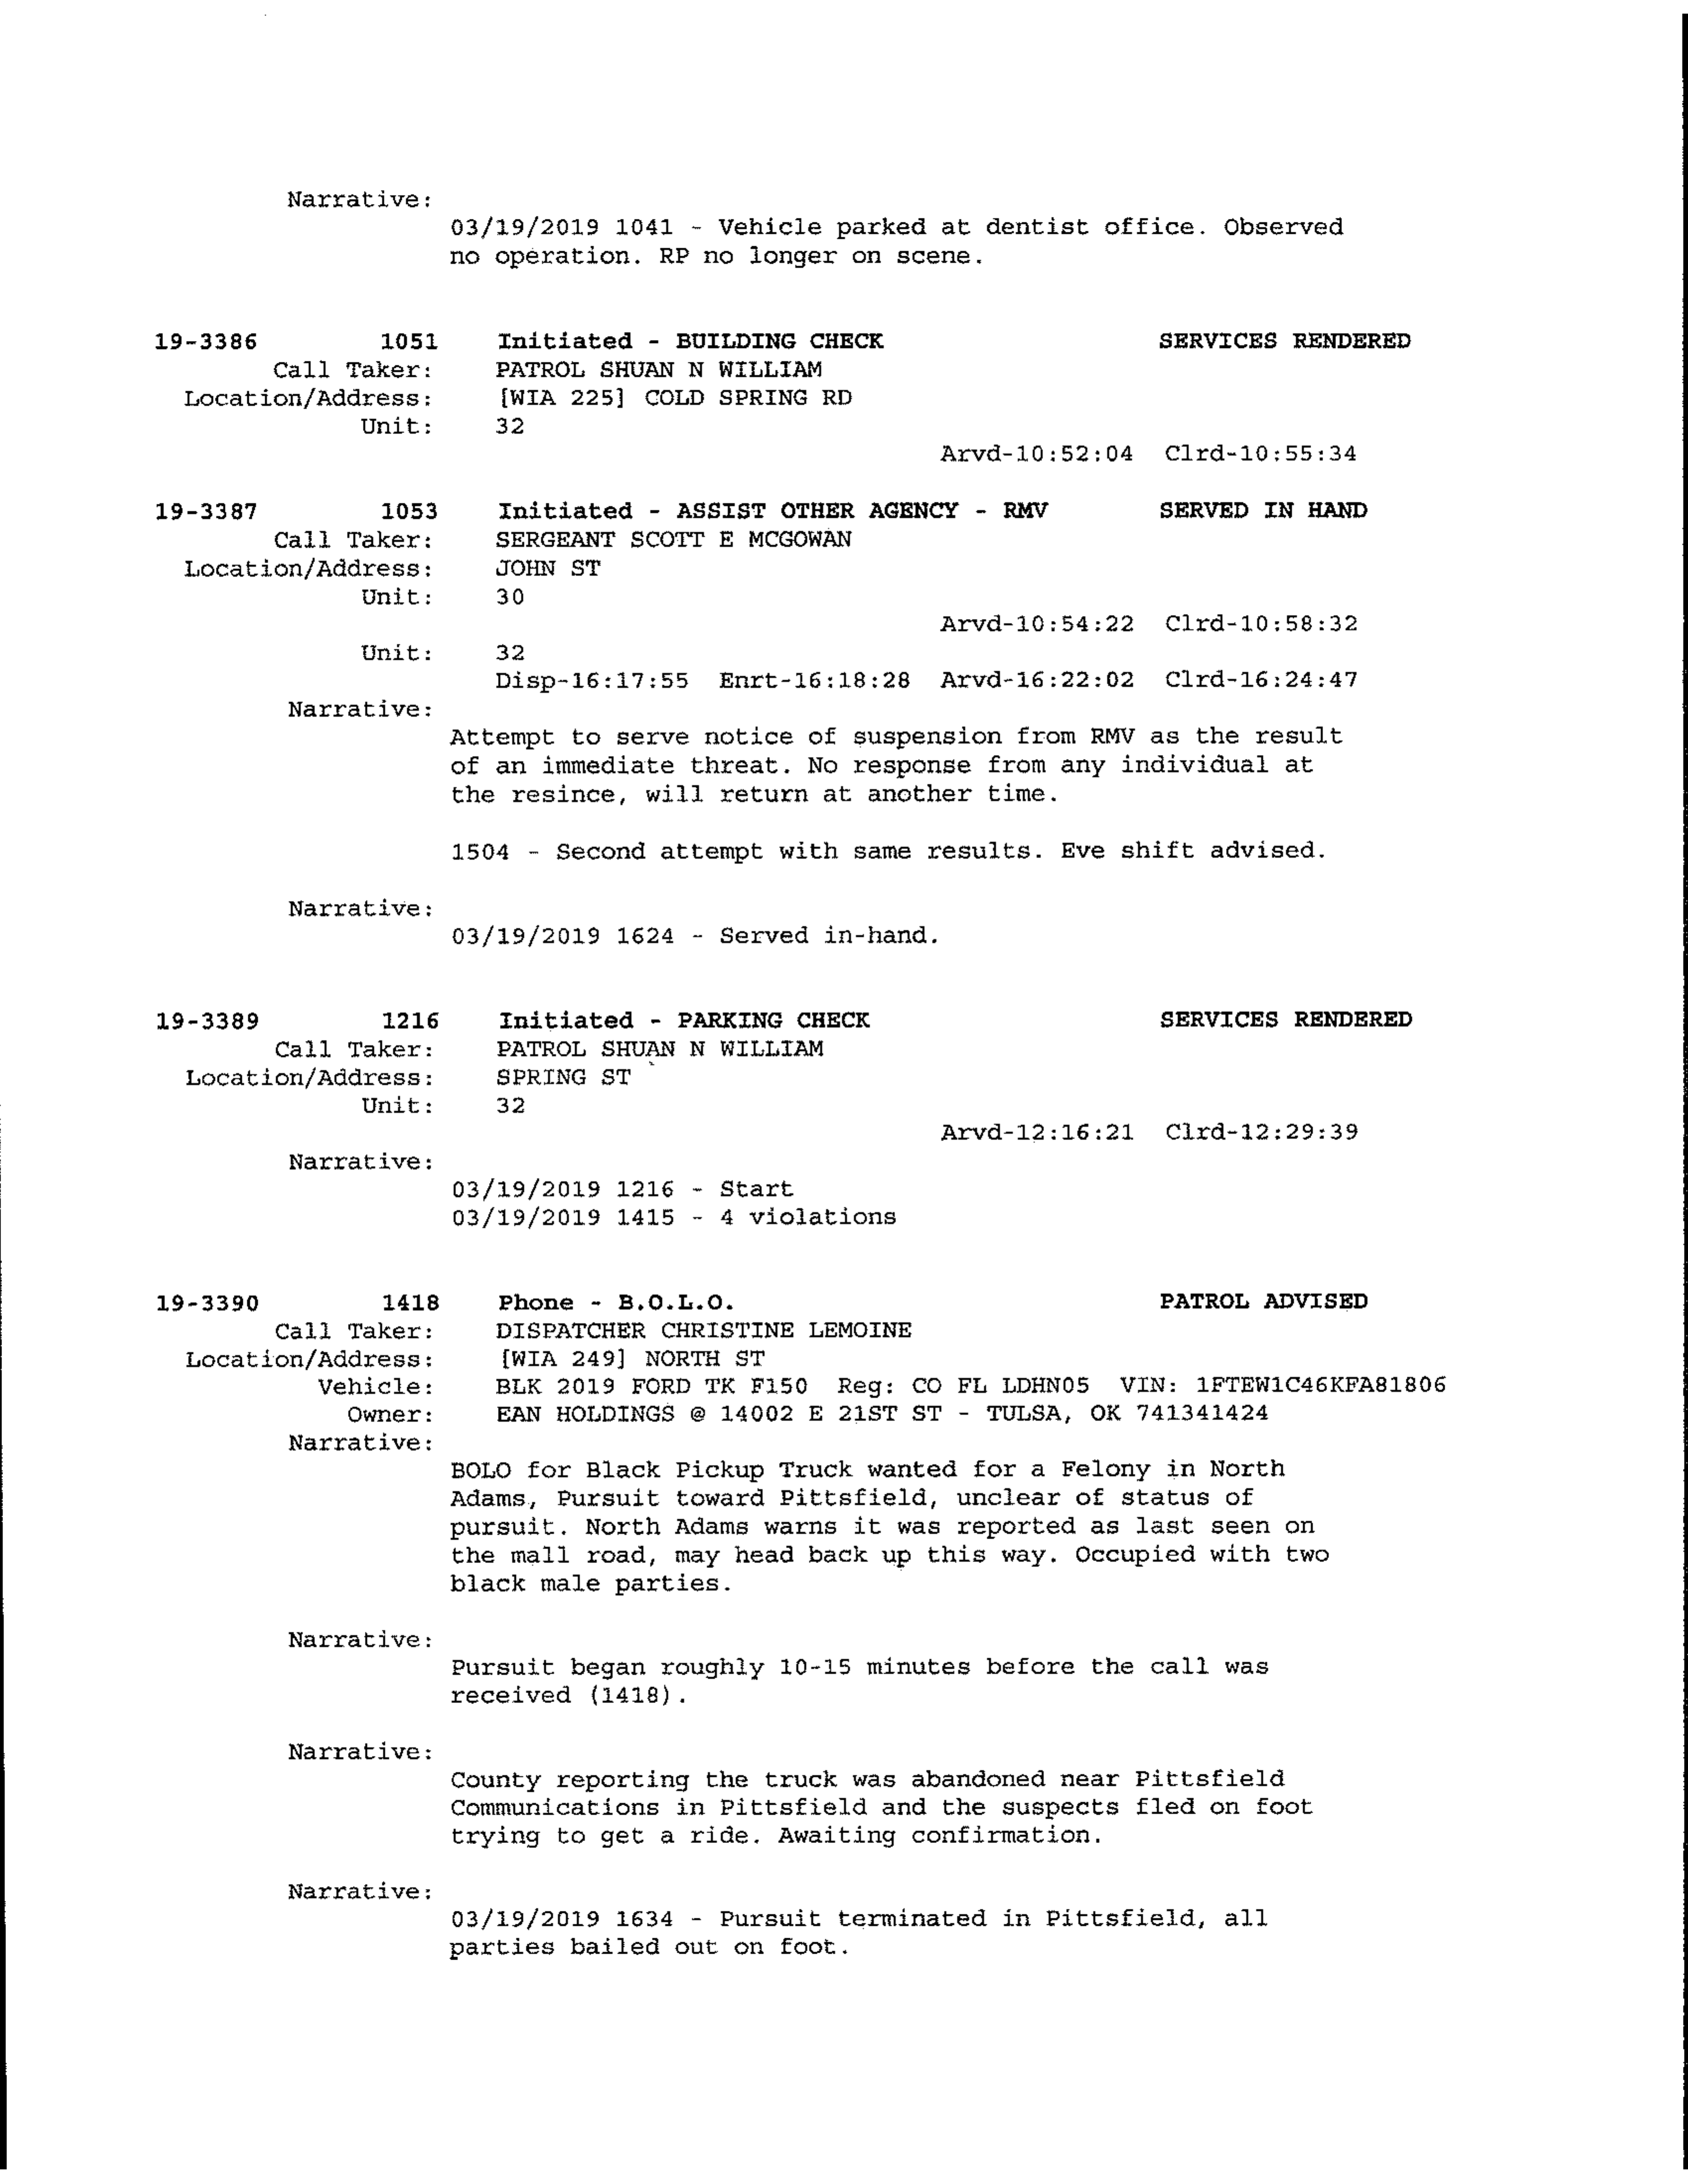 Narrative:
03/19/2019 1041 - Vehicle parked at dentist office. Observed
no operation. RP no longer on scene.
19-3386 1051 Initiated - BUILDING CHECK SERVICES RENDERED
Call Taker: PATROL SHUAN N WILLIAM
Location/Address: [WIA 225] COLD SPRING RD
Unit: 32
Arvd-10:52:04 Clrd-10:55:34
19-3387 1053 Initiated - ASSIST OTHER AGENCY - RMV SERVED IN HAND
Call Taker: SERGEANT SCOTT E MCGOWAN
Location/Address: JOHN ST
Unit: 30
Arvd-10:54:22 Clrd-10:58:32
Unit: 32
Disp-16:17:55 Enrt-16:18:28 Arvd-16:22:02 Clrd-16:24:47
Narrative:
Attempt to serve notice of suspension from RMV as the result
of an immediate threat. No response from any individual at
the resince, will return at another time.
1504 - Second attempt with same results. Eve shift advised.
Narrative:
03/19/2019 1624 - Served in-hand.
19-3389 1216 Initiated - PARKING CHECK SERVICES RENDERED
Call Taker: PATROL SHUAN N WILLIAM
Location/Address: SPRING ST
Unit: 32
Arvd-12:16:21 Clrd-12:29:39
Narrative:
03/19/2019 1216 - Start
03/19/2019 1415 - 4 violations
19-3390 1418 Phone - B.O.L.O. PATROL ADVISED
Call Taker: DISPATCHER CHRISTINE LEMOINE
Location/Address: [WIA 249] NORTH ST
Vehicle: BLK 2019 FORD TK F150 Reg: CO FL LDHN05 VIN: 1FTEW1C46KFA81806
Owner: EAN HOLDINGS @ 14002 E 21ST ST - TULSA, OK 741341424
Narrative:
BOLO for Black Pickup Truck wanted for a Felony in North
Adams, Pursuit toward Pittsfield, unclear of status of
pursuit. North Adams warns it was reported as last seen on
the mall road, may head back up this way. Occupied with two
black male parties.
Narrative:
Pursuit began roughly 10-15 minutes before the call was
received (1418).
Narrative:
County reporting the truck was abandoned near Pittsfield
Communications in Pittsfield and the suspects fled on foot
trying to get a ride. Awaiting confirmation.
Narrative:
03/19/2019 1634 - Pursuit terminated in Pittsfield, all
parties bailed out on foot.